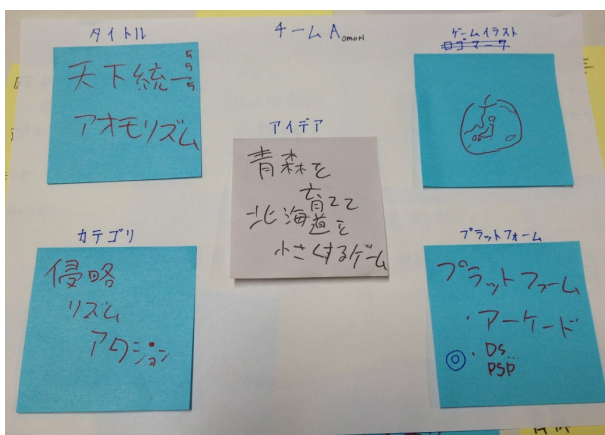 タイトル
チームAomori
ゲームイラスト
ロゴマーク
天下統一
アオモリズム
アイデア
青森を
育てて
北海道を
小さくするゲーム
カテゴリ
侵略
リズム
アクション
プラットフォーム
プラットフォーム
・アーケード
◎・DS
PSP